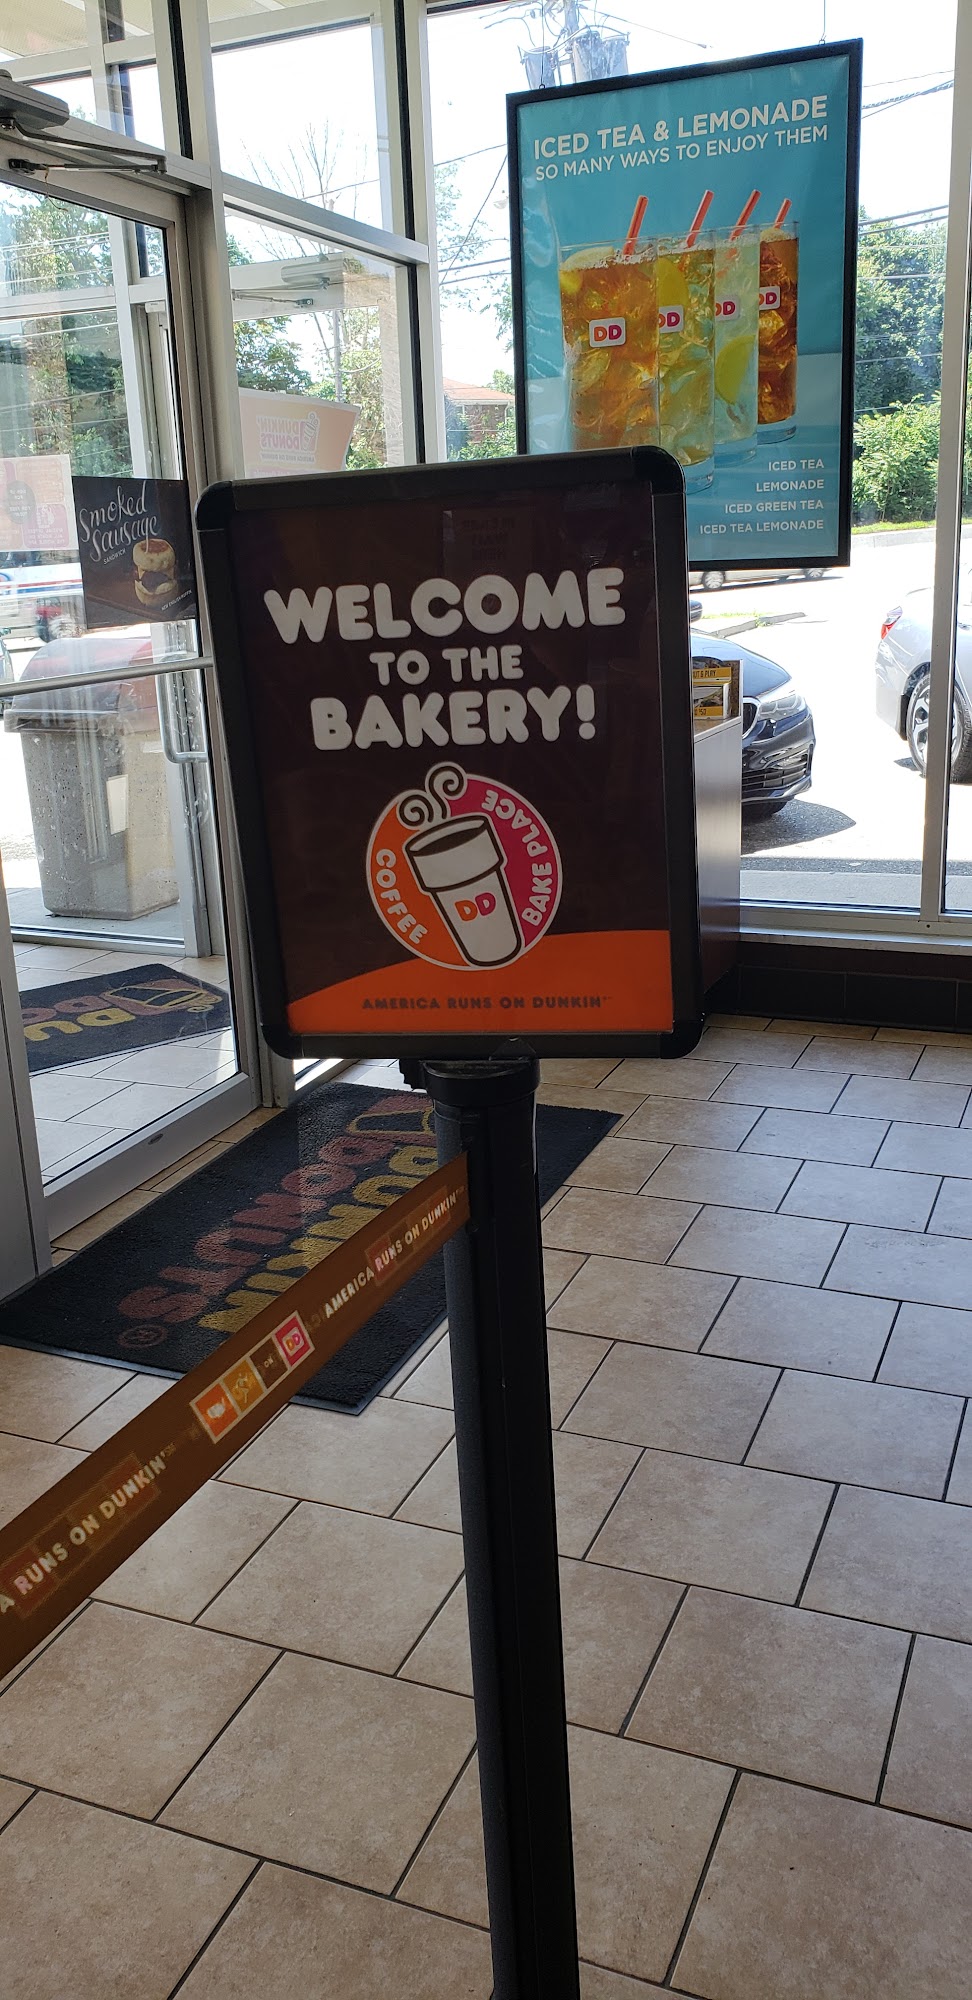 ICED TEA & LEMONADE
SO MANY WAYS TO ENJOY THEM
DD
DD
DD
DD
ICED TEA
LEMONADE
ICED GREEN TEA
ICED TEA LEMONADE
DUNKIN'
DONUTS
Smoked
Sausage
SANDWICH
WELCOME
TO THE
BAKERY!
COFFEE
BAKE PLACE
DD
AMERICA RUNS ON DUNKIN'
DUNKIN'
DONUTS
AMERICA RUNS ON DUNKIN'
DD
A RUNS ON DUNKIN'